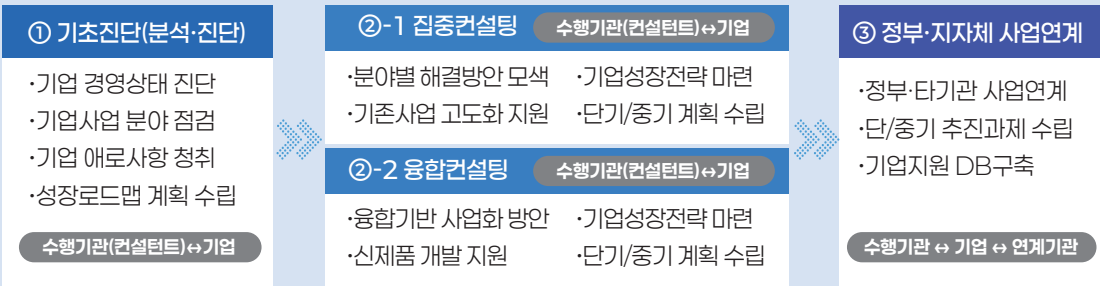 ① 기초진단(분석·진단)
·기업 경영상태 진단
·기업사업 분야 점검
·기업 애로사항 청취
·성장로드맵 계획 수립
수행기관(컨설턴트)↔기업
②-1 집중컨설팅 수행기관(컨설턴트)↔기업
·분야별 해결방안 모색 ·기업성장전략 마련
·기존사업 고도화 지원 ·단기/중기 계획 수립
②-2 융합컨설팅 수행기관(컨설턴트)↔기업
·융합기반 사업화 방안 ·기업성장전략 마련
·신제품 개발 지원 ·단기/중기 계획 수립
③ 정부·지자체 사업연계
·정부·타기관 사업연계
·단/중기 추진과제 수립
·기업지원 DB구축
수행기관 ↔ 기업 ↔ 연계기관